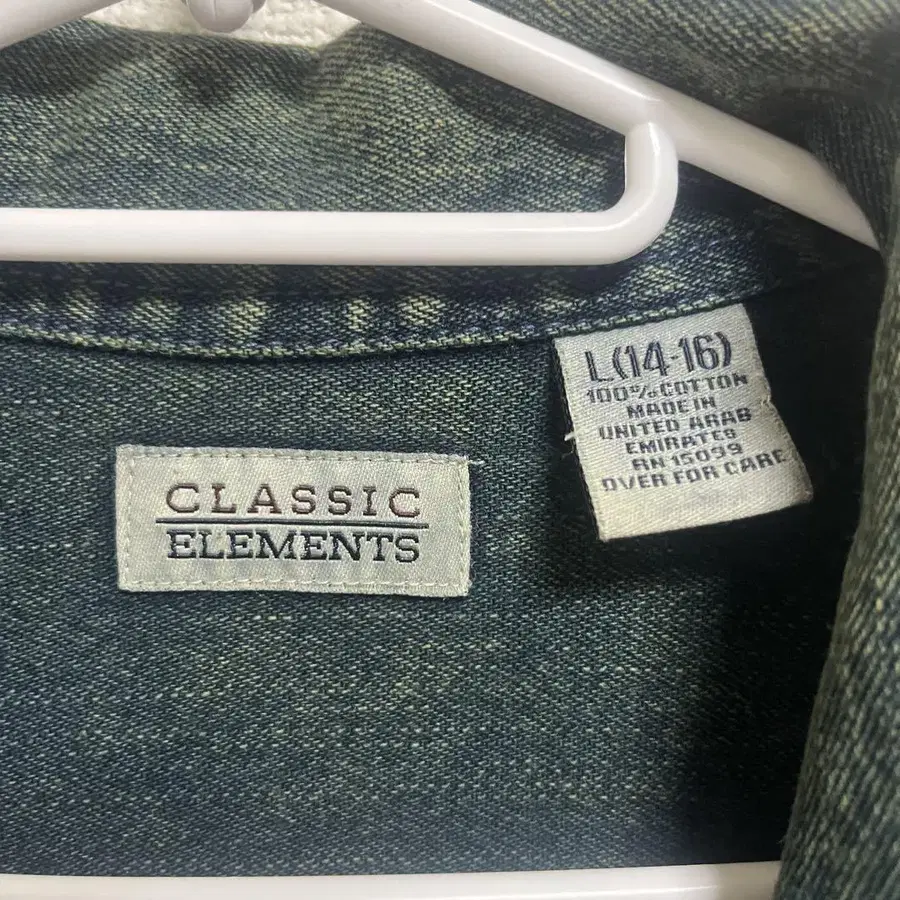 CLASSIC
ELEMENTS
L(14-16)
100% COTTON
MADE IN
UNITED ARAB
EMIRATES
RN 15099
OVER FOR CARE